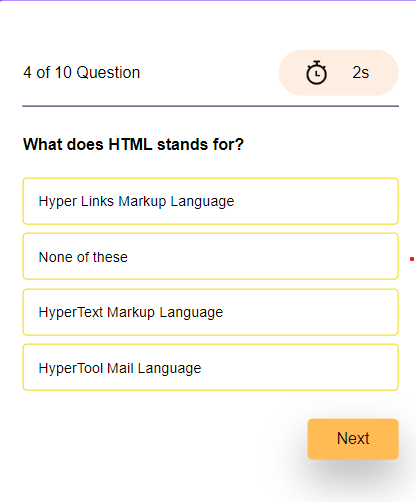 4 of 10 Question
2s
What does HTML stands for?
Hyper Links Markup Language
None of these
HyperText Markup Language
HyperTool Mail Language
Next